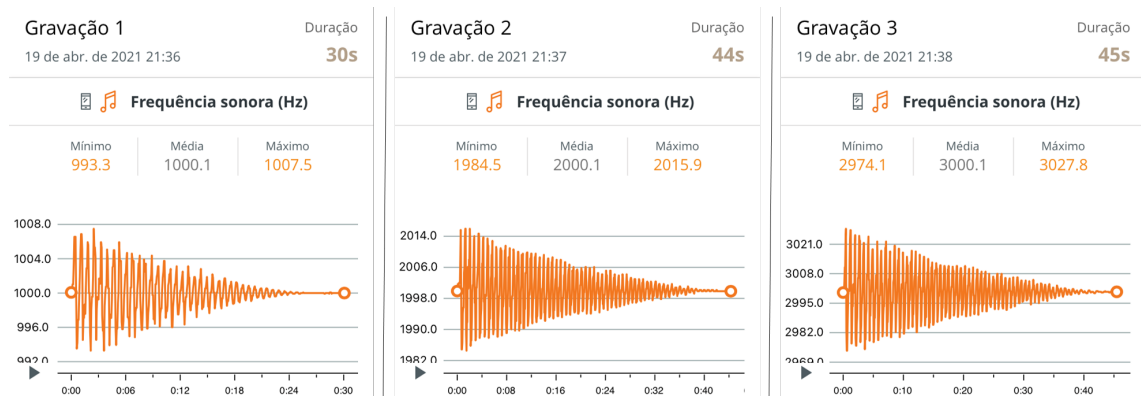 Gravação 1
Duração
19 de abr. de 2021 21:36
30s
Frequência sonora (Hz)
Mínimo Média Máximo
993.3 1000.1 1007.5
1008.0
1004.0
1000.0
996.0
992.0
0:00 0:06 0:12 0:18 0:24 0:30
Gravação 2
Duração
19 de abr. de 2021 21:37
44s
Frequência sonora (Hz)
Mínimo Média Máximo
1984.5 2000.1 2015.9
2014.0
2006.0
1998.0
1990.0
1982.0
0:00 0:08 0:16 0:24 0:32 0:40
Gravação 3
Duração
19 de abr. de 2021 21:38
45s
Frequência sonora (Hz)
Mínimo Média Máximo
2974.1 3000.1 3027.8
3021.0
3008.0
2995.0
2982.0
2969.0
0:00 0:10 0:20 0:30 0:40